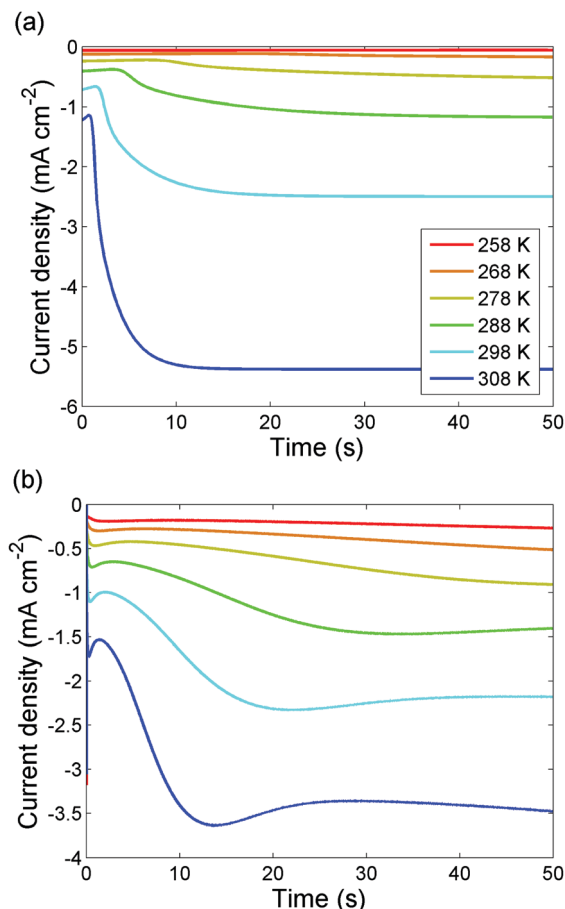 (a)
0
-1
-2
-3
-4
-5
-6
Current density (mA cm⁻²)
258 K
268 K
278 K
288 K
298 K
308 K
0 10 20 30 40 50
Time (s)
(b)
0
-0.5
-1
-1.5
-2
-2.5
-3
-3.5
-4
Current density (mA cm⁻²)
0 10 20 30 40 50
Time (s)